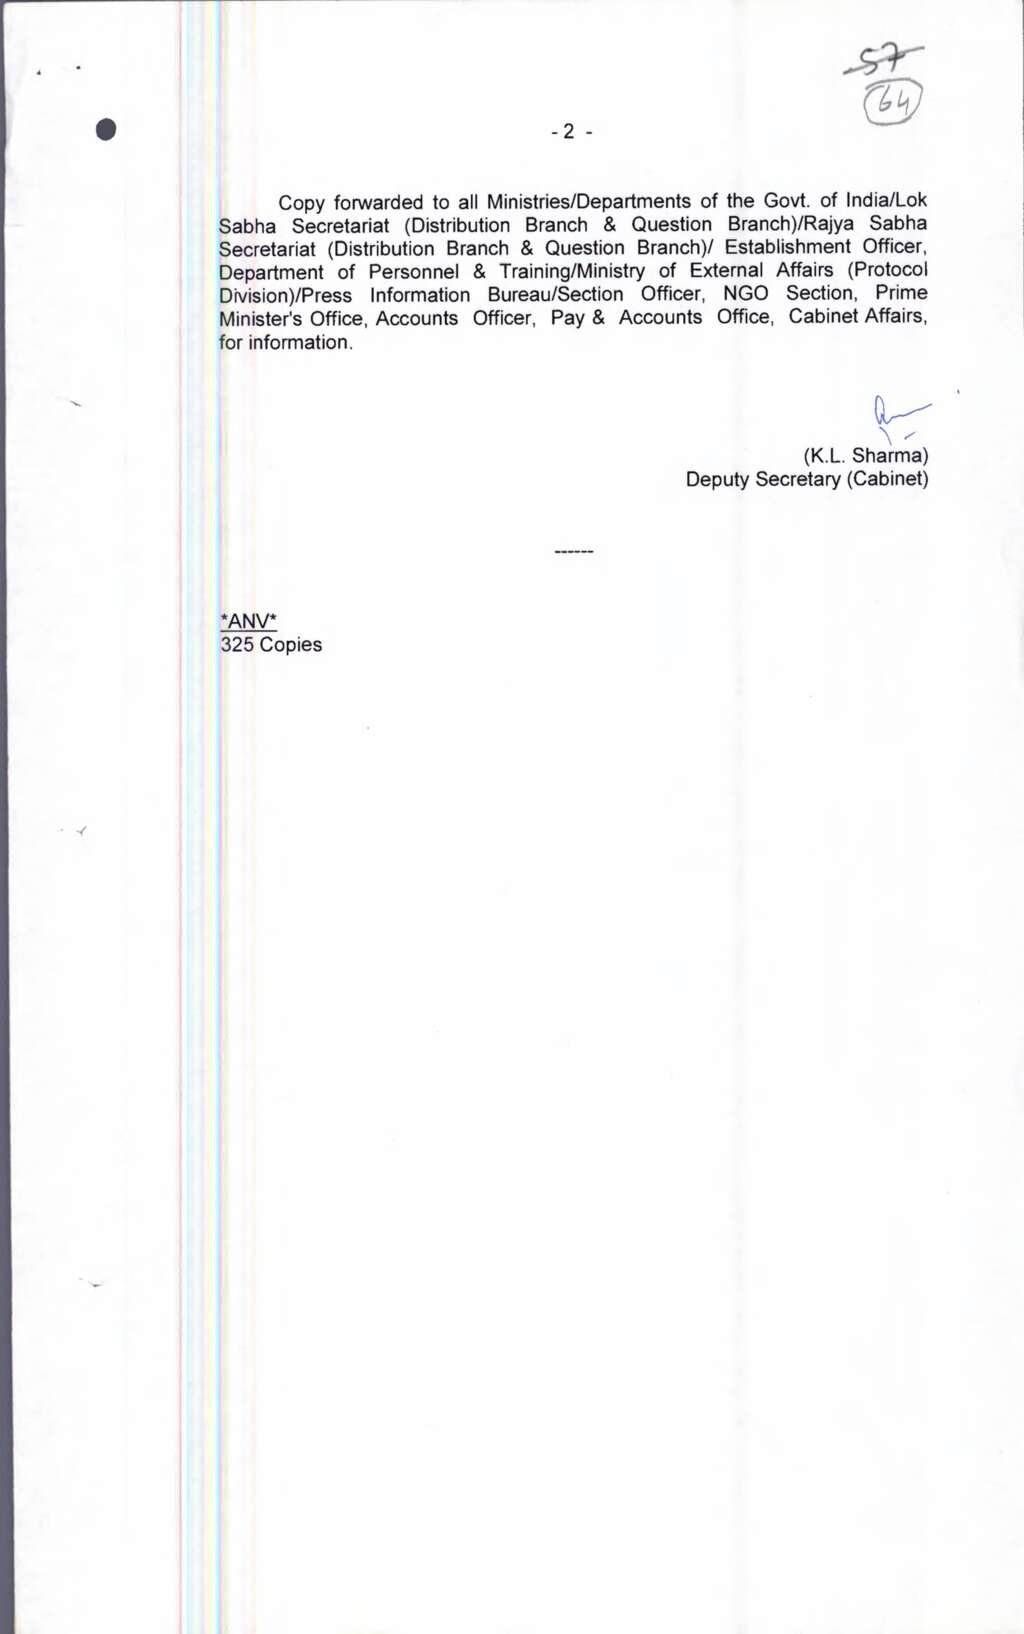 57
64
- 2 -
Copy forwarded to all Ministries/Departments of the Govt. of India/Lok
Sabha Secretariat (Distribution Branch & Question Branch)/Rajya Sabha
Secretariat (Distribution Branch & Question Branch)/ Establishment Officer,
Department of Personnel & Training/Ministry of External Affairs (Protocol
Division)/Press Information Bureau/Section Officer, NGO Section, Prime
Minister's Office, Accounts Officer, Pay & Accounts Office, Cabinet Affairs,
for information.
(K.L. Sharma)
Deputy Secretary (Cabinet)
------
*ANV*
325 Copies